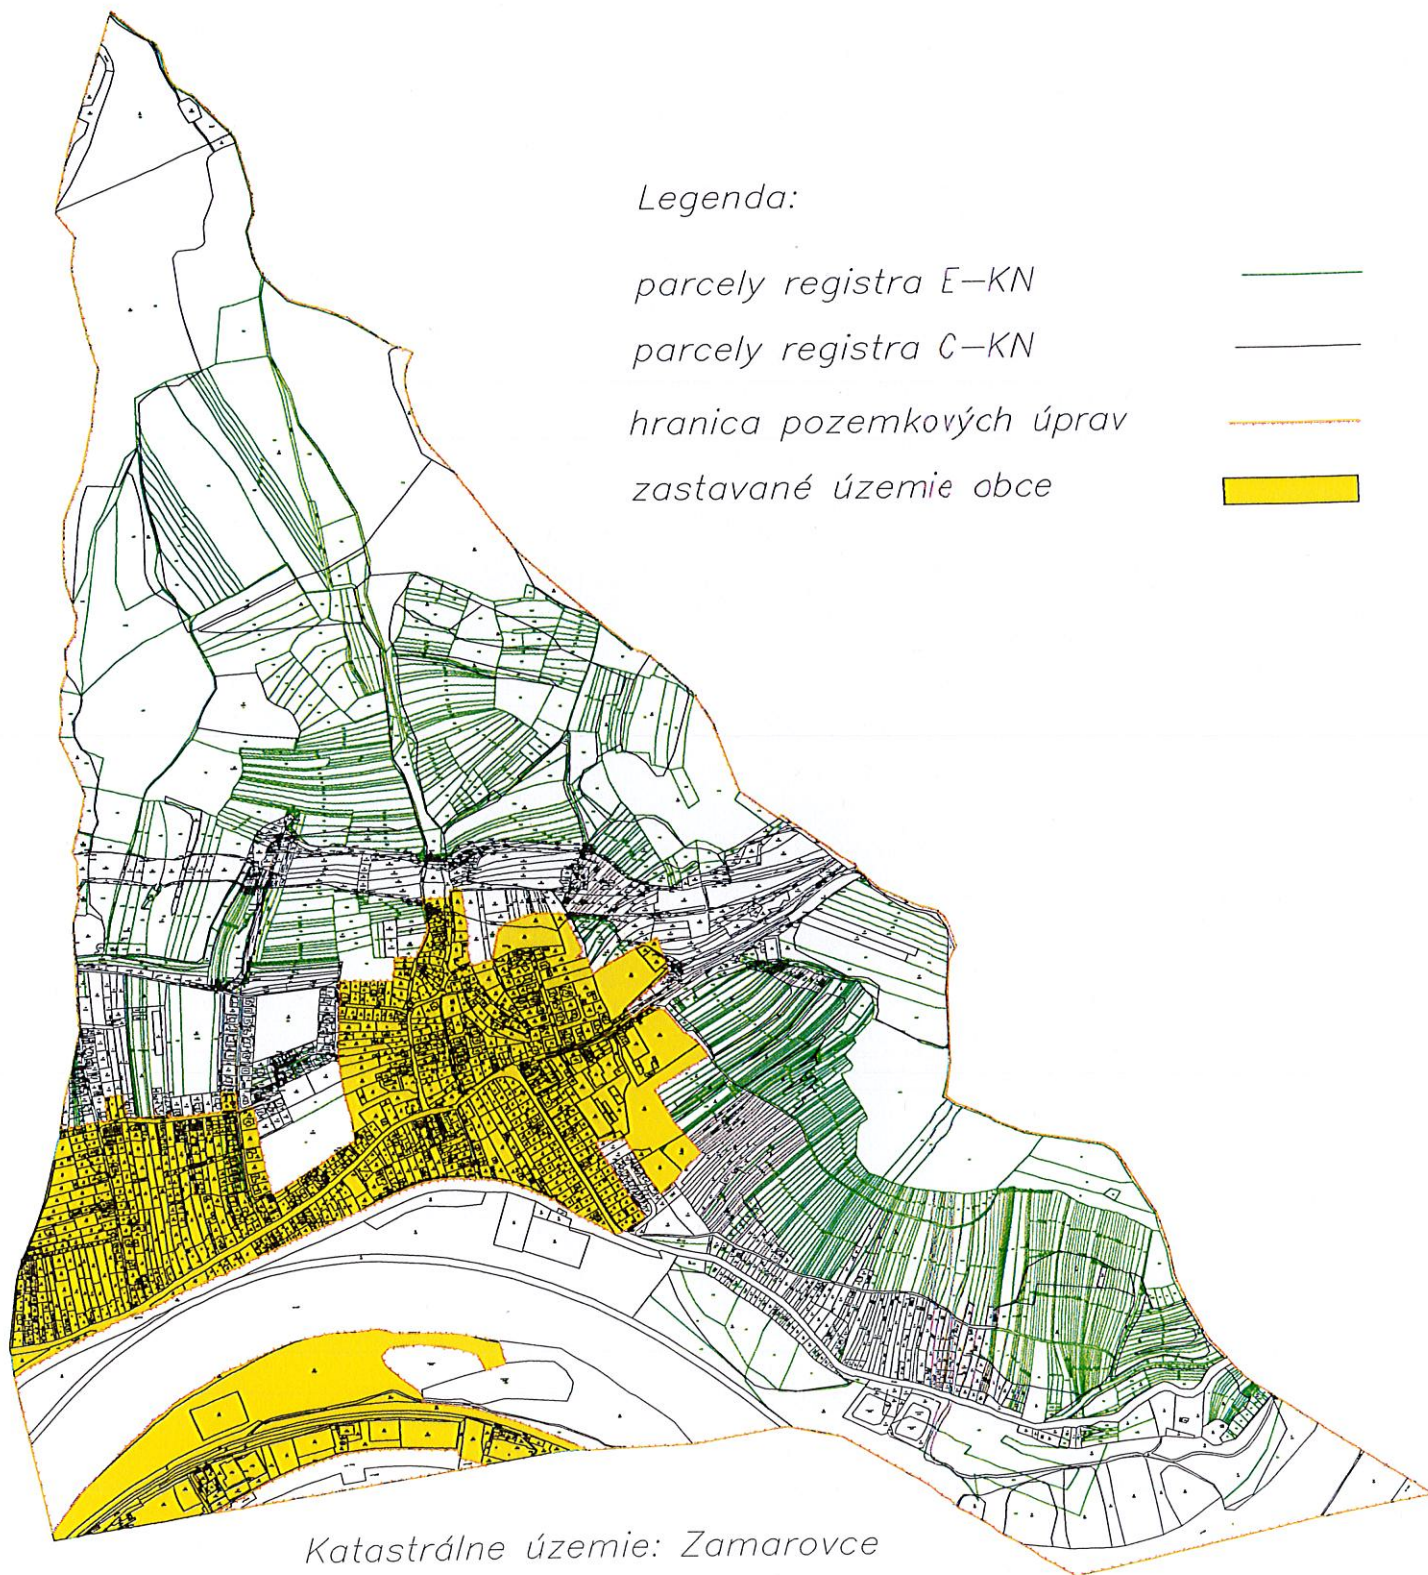 Legenda:
parcely registra E–KN
parcely registra C–KN
hranica pozemkových úprav
zastavané územie obce
Katastrálne územie: Zamarovce